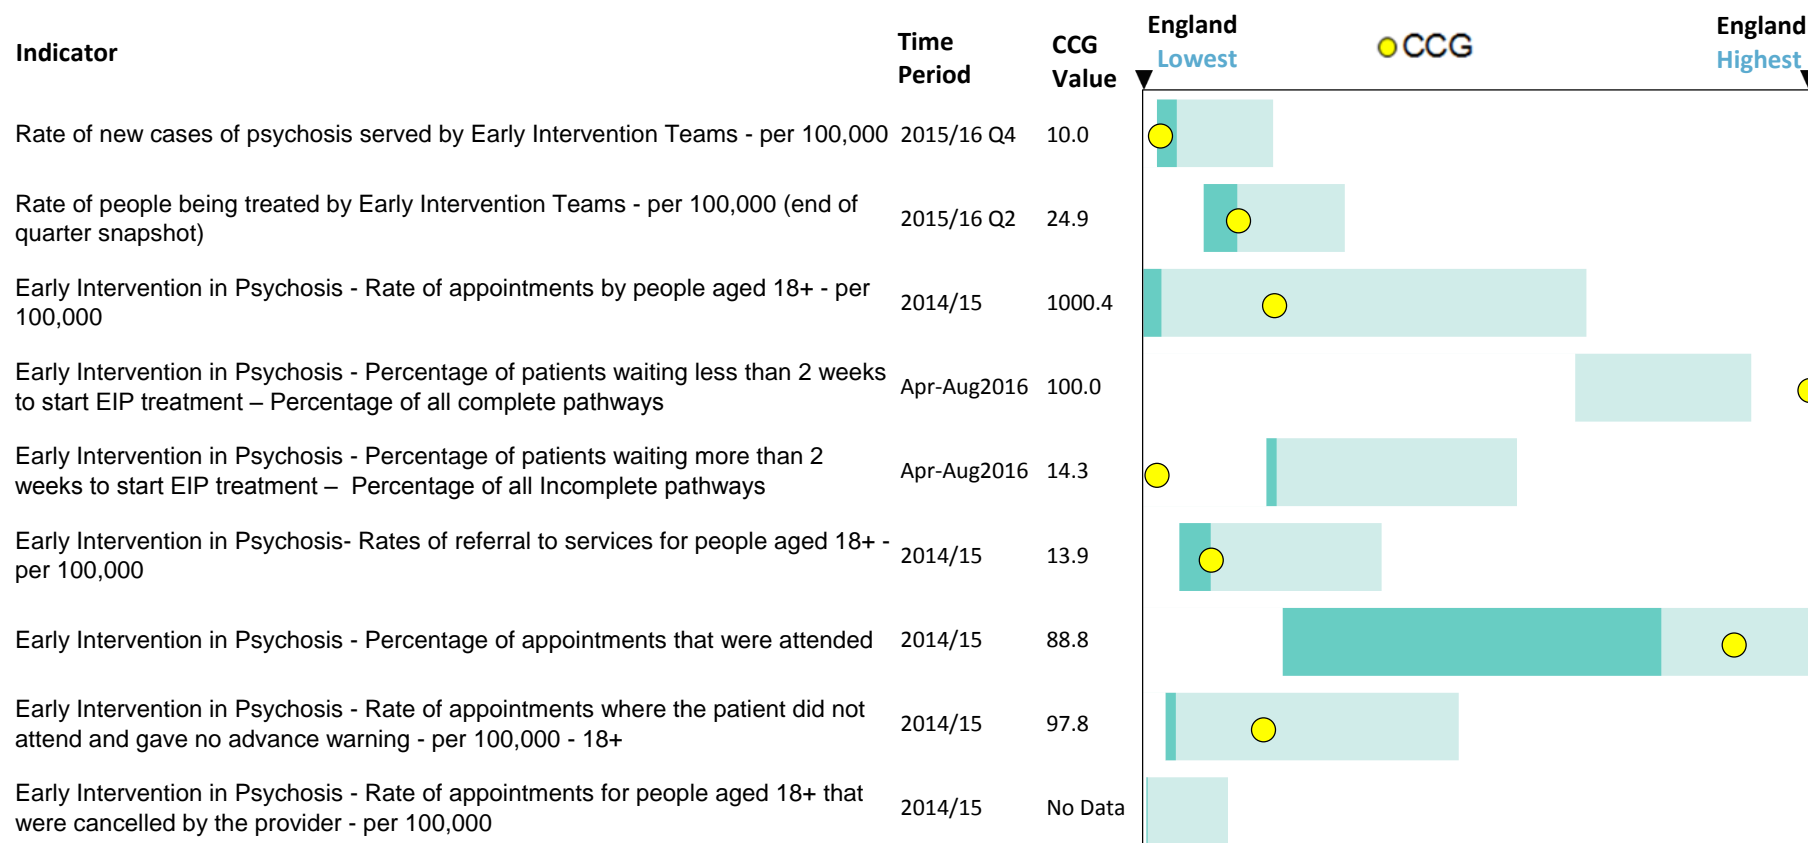 Indicator
Time
Period
CCG
Value
England
Lowest
CCG
England
Highest
Rate of new cases of psychosis served by Early Intervention Teams - per 100,000 2015/16 Q4 10.0
Rate of people being treated by Early Intervention Teams - per 100,000 (end of
quarter snapshot)
2015/16 Q2 24.9
Early Intervention in Psychosis - Rate of appointments by people aged 18+ - per
100,000
2014/15 1000.4
Early Intervention in Psychosis - Percentage of patients waiting less than 2 weeks
to start EIP treatment – Percentage of all complete pathways
Apr-Aug2016 100.0
Early Intervention in Psychosis - Percentage of patients waiting more than 2
weeks to start EIP treatment – Percentage of all Incomplete pathways
Apr-Aug2016 14.3
Early Intervention in Psychosis- Rates of referral to services for people aged 18+ -
per 100,000
2014/15 13.9
Early Intervention in Psychosis - Percentage of appointments that were attended 2014/15 88.8
Early Intervention in Psychosis - Rate of appointments where the patient did not
attend and gave no advance warning - per 100,000 - 18+
2014/15 97.8
Early Intervention in Psychosis - Rate of appointments for people aged 18+ that
were cancelled by the provider - per 100,000
2014/15 No Data